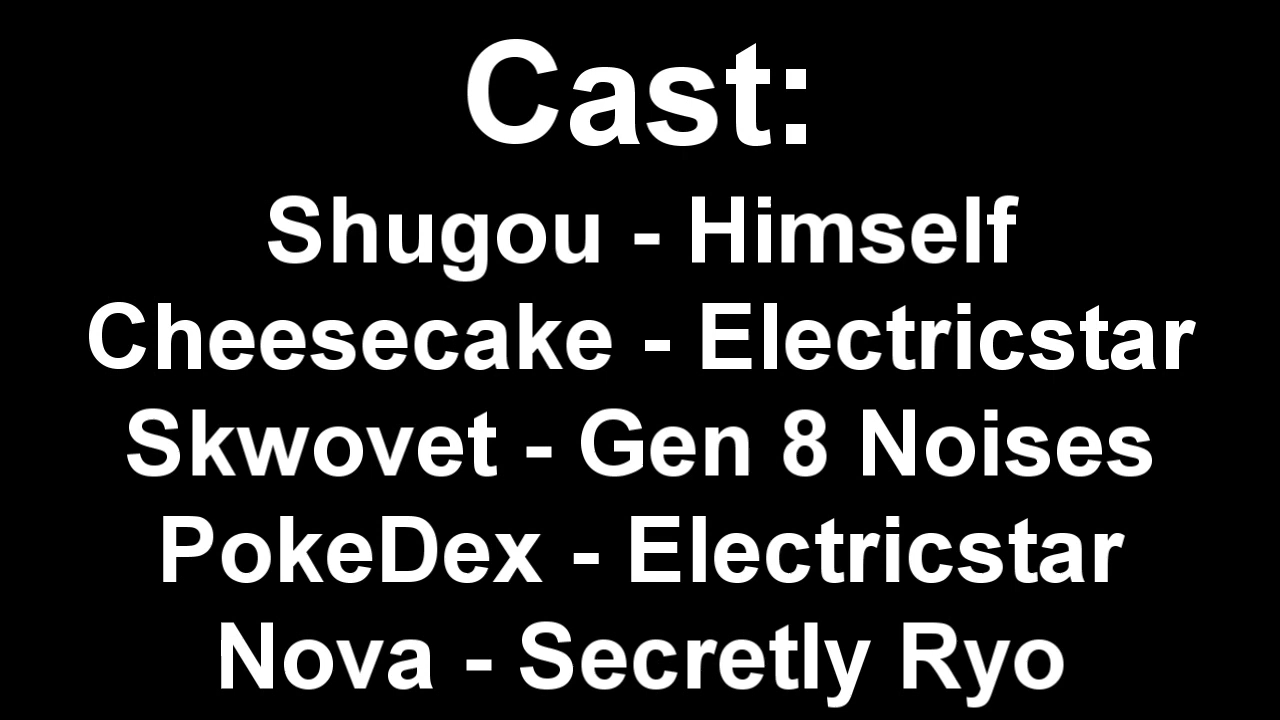 Cast:
Shugou - Himself
Cheesecake - Electricstar
Skwovet - Gen 8 Noises
PokeDex - Electricstar
Nova - Secretly Ryo